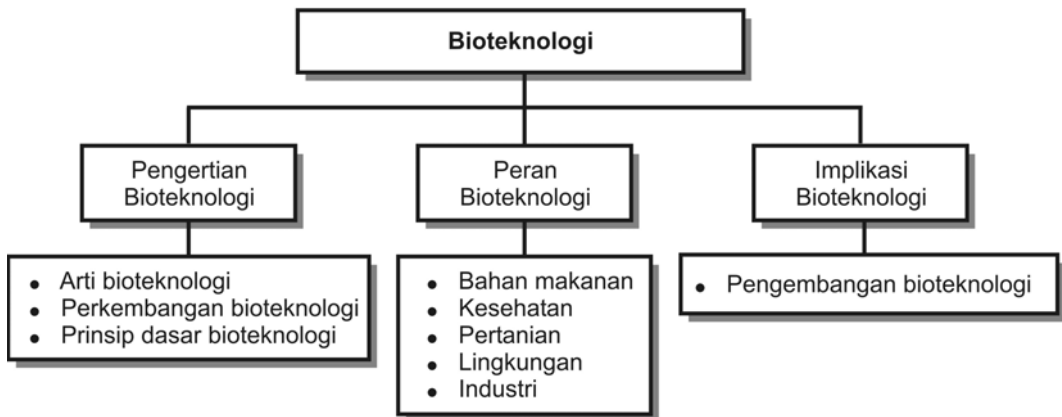 Bioteknologi
Pengertian
Bioteknologi
Peran
Bioteknologi
Implikasi
Bioteknologi
• Arti bioteknologi
• Perkembangan bioteknologi
• Prinsip dasar bioteknologi
• Bahan makanan
• Kesehatan
• Pertanian
• Lingkungan
• Industri
• Pengembangan bioteknologi